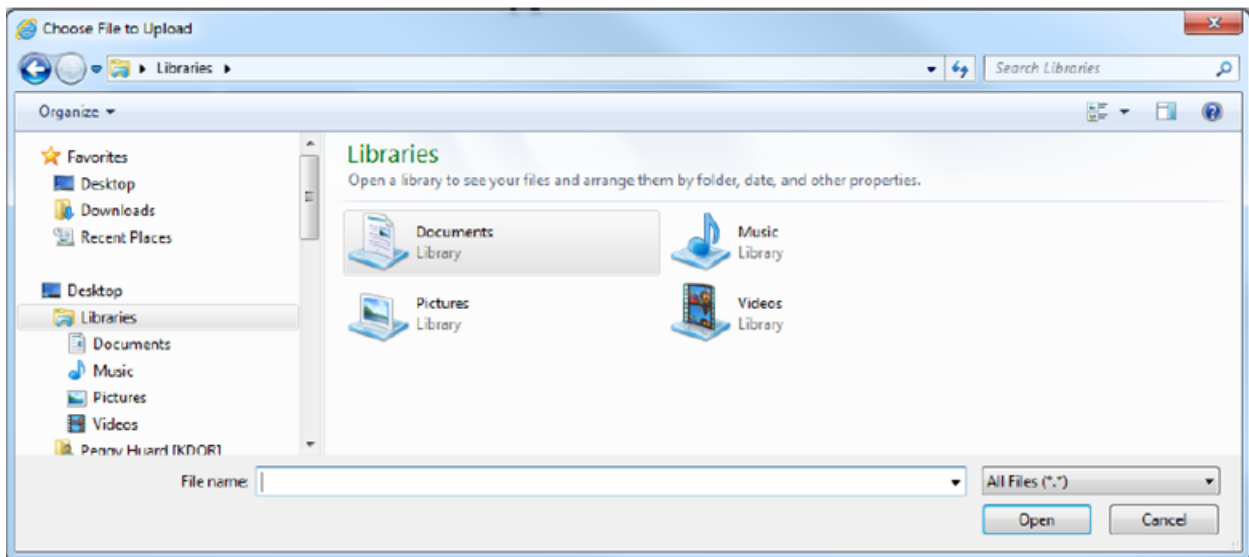 Choose File to Upload
Libraries
Search Libraries
Organize
Favorites
Desktop
Downloads
Recent Places
Desktop
Libraries
Documents
Music
Pictures
Videos
Peggy Huard [KDOR]
Libraries
Open a library to see your files and arrange them by folder, date, and other properties.
Documents
Library
Music
Library
Pictures
Library
Videos
Library
File name:
All Files (*.*)
Open
Cancel